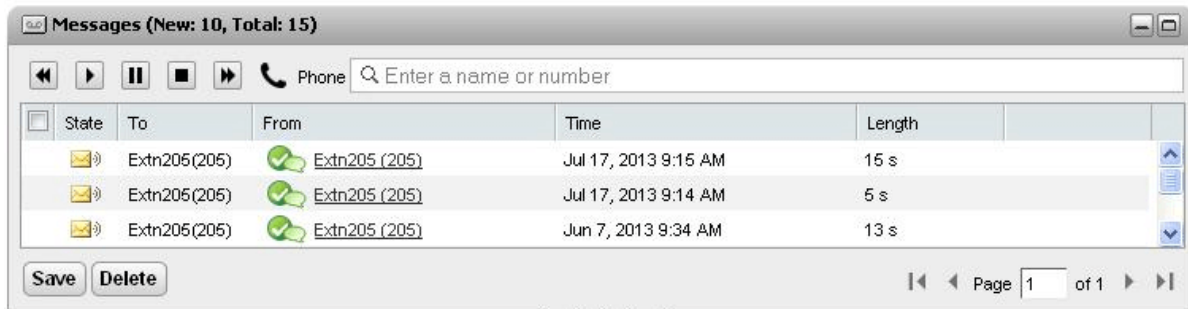 Messages (New: 10, Total: 15)
Phone Enter a name or number
State To From Time Length
Extn205(205) Extn205 (205) Jul 17, 2013 9:15 AM 15 s
Extn205(205) Extn205 (205) Jul 17, 2013 9:14 AM 5 s
Extn205(205) Extn205 (205) Jun 7, 2013 9:34 AM 13 s
Save Delete Page 1 of 1